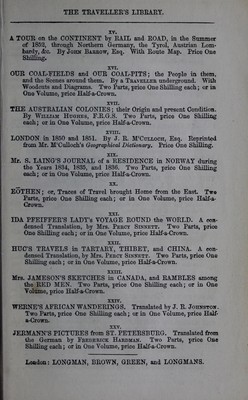 THE TRAVELLER'S LIBRARY.
XV.
A TOUR on the CONTINENT by RAIL and ROAD, in the Summer
of 1852, through Northern Germany, the Tyrol, Austrian Lom-
bardy, &c. By JOHN BARROW, Esq. With Route Map. Price One
Shilling.
XVI.
OUR COAL-FIELDS and OUR COAL-PITS; the People in them,
and the Scenes around them. By a TRAVELLER underground. With
Woodcuts and Diagrams. Two Parts, price One Shilling each; or in
One Volume, price Half-a-Crown.
XVII.
THE AUSTRALIAN COLONIES; their Origin and present Condition.
By WILLIAM HUGHES, F.R.G.S. Two Parts, price One Shilling
each; or in One Volume, price Half-a-Crown.
XVIII.
LONDON in 1850 and 1851. By J. R. M'CULLOCH, Esq. Reprinted
from Mr. M'Culloch's Geographical Dictionary. Price One Shilling.
XIX.
Mr. S. LAING'S JOURNAL of a RESIDENCE in NORWAY during
the Years 1834, 1835, and 1836. Two Parts, price One Shilling
each; or in One Volume, price Half-a-Crown.
XX.
EOTHEN; or, Traces of Travel brought Home from the East. Two
Parts, price One Shilling each; or in One Volume, price Half-a-
Crown.
XXI.
IDA PFEIFFER'S LADY's VOYAGE ROUND the WORLD. A con-
densed Translation, by Mrs. PERCY SINNETT. Two Parts, price
One Shilling each; or in One Volume, price Half-a-Crown.
XXII.
HUC'S TRAVELS in TARTARY, THIBET, and CHINA. A con-
densed Translation, by Mrs. PERCY SINNETT. Two Parts, price One
Shilling each; or in One Volume, price Half-a-Crown.
XXIII.
Mrs. JAMESON'S SKETCHES in CANADA, and RAMBLES among
the RED MEN. Two Parts, price One Shilling each; or in One
Volume, price Half-a-Crown.
XXIV.
WERNE'S AFRICAN WANDERINGS. Translated by J. R. JOHNSTON.
Two Parts, price One Shilling each; or in One Volume, price Half-
a-Crown.
XXV.
JERMANN'S PICTURES from ST. PETERSBURG. Translated from
the German by FREDERICK HARDMAN. Two Parts, price One
Shilling each; or in One Volume, price Half-a-Crown.
London: LONGMAN, BROWN, GREEN, and LONGMANS.